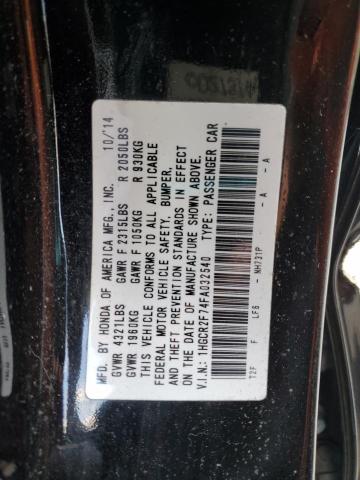 MFD. BY HONDA OF AMERICA MFG., INC. 10/'14
GVWR 4321LBS GAWR F 2315LBS R 2050LBS
GVWR 1960KG GAWR F 1050KG R 930KG
THIS VEHICLE CONFORMS TO ALL APPLICABLE
FEDERAL MOTOR VEHICLE SAFETY, BUMPER,
AND THEFT PREVENTION STANDARDS IN EFFECT
ON THE DATE OF MANUFACTURE SHOWN ABOVE.
V.I.N.: 1HGCR2F74FA032540 TYPE: PASSENGER CAR
T2F F LF6 - NH731P - A - A